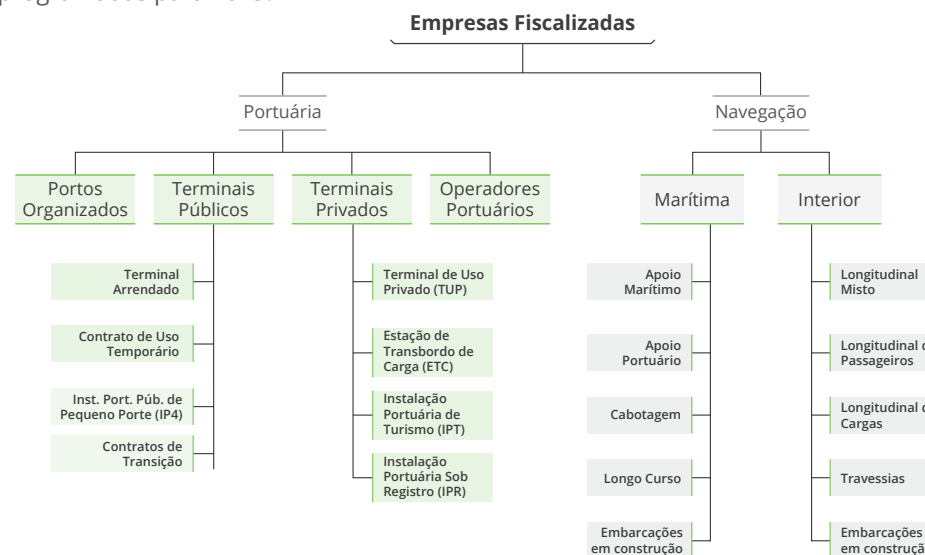 Empresas Fiscalizadas
Portuária
Navegação
Portos
Organizados
Terminais
Públicos
Terminais
Privados
Operadores
Portuários
Marítima
Interior
Terminal
Arrendado
Contrato de Uso
Temporário
Inst. Port. Púb. de
Pequeno Porte (IP4)
Contratos de
Transição
Terminal de Uso
Privado (TUP)
Estação de
Transbordo de
Carga (ETC)
Instalação
Portuária de
Turismo (IPT)
Instalação
Portuária Sob
Registro (IPR)
Apoio
Marítimo
Apoio
Portuário
Cabotagem
Longo Curso
Embarcações
em construção
Longitudinal
Misto
Longitudinal
Passageiros
Longitudinal
Cargas
Travessias
Embarcações
em